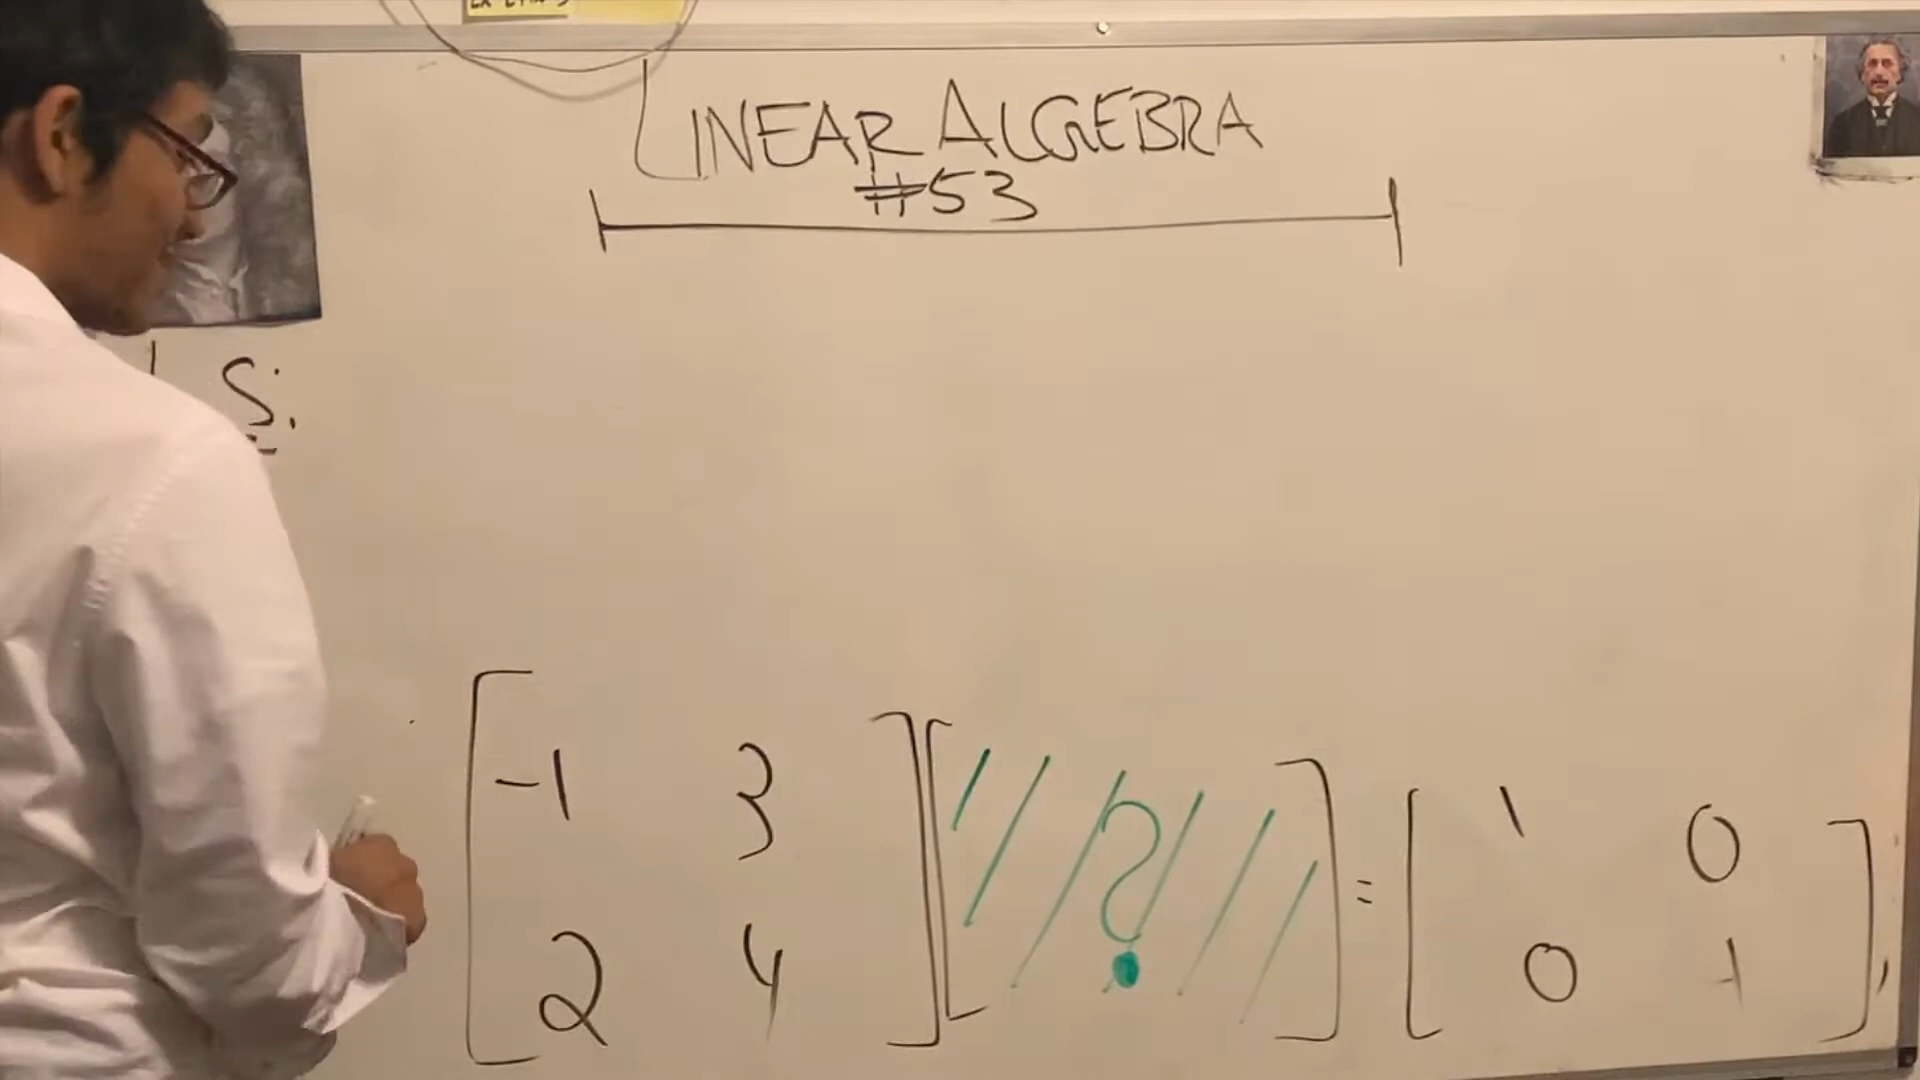 LINEAR ALGEBRA
#53
S:
[ -1 3 ] [ ? ] = [ 1 0 ]
[ 2 4 ] [ 0 1 ],